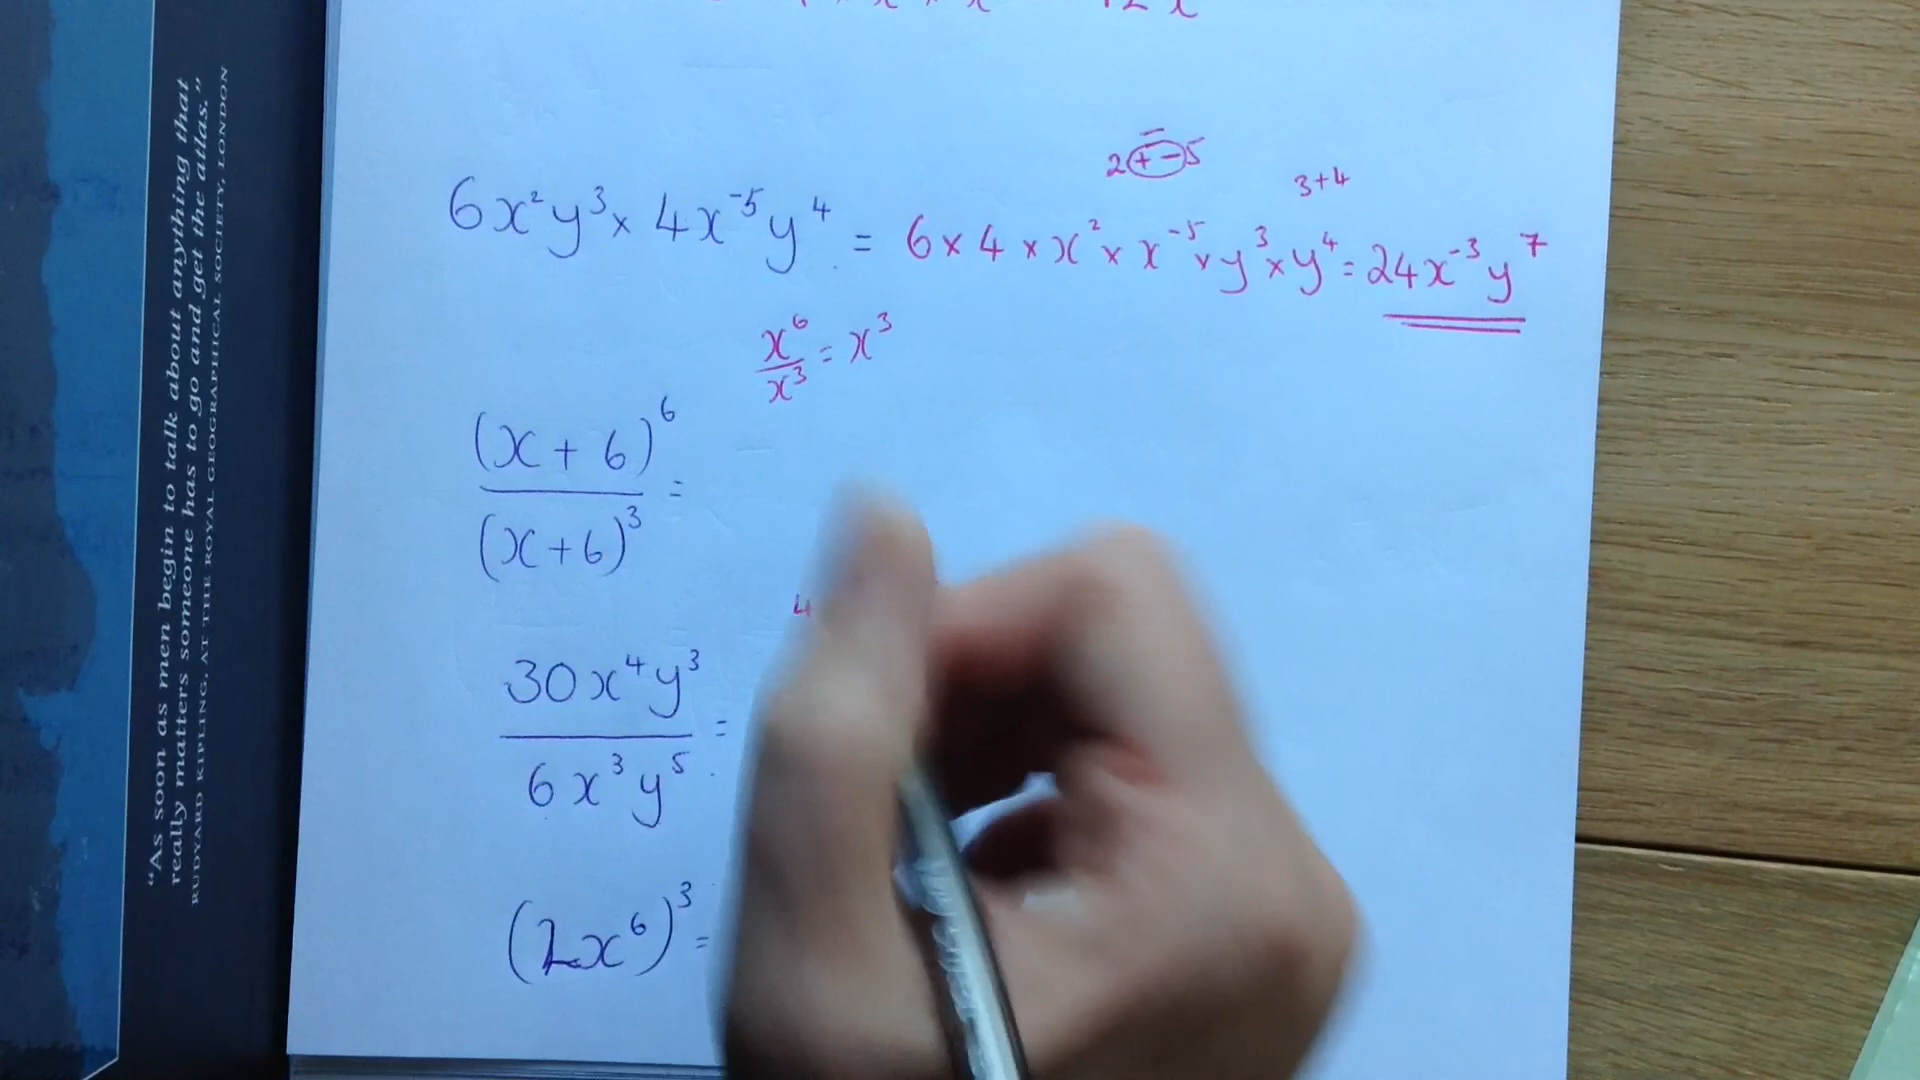 12x
2+-5
3+4
6x²y³ × 4x⁻⁵y⁴ = 6 × 4 × x² × x⁻⁵ × y³ × y⁴ = 24x⁻³y⁷
x⁶/x³ = x³
(x + 6)⁶/(x+6)³ =
4
30x⁴y³/6x³y⁵ =
(2x⁶)³ =
"As soon as men begin to talk about anything that
really matters someone has to go and get the atlas."
RUDYARD KIPLING, AT THE ROYAL GEOGRAPHICAL SOCIETY, LONDON